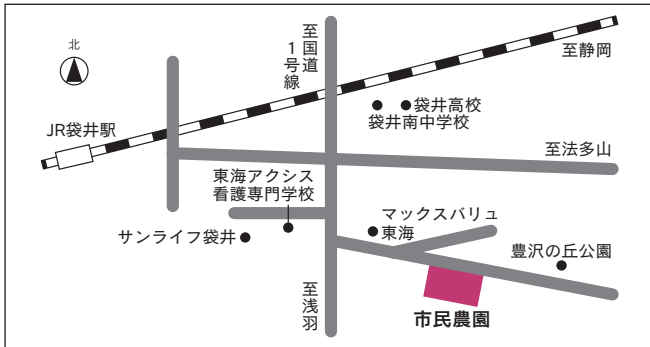 北
至国道
1号線
至静岡
JR袋井駅
袋井高校
袋井南中学校
至法多山
東海アクシス
看護専門学校
マックスバリュ
東海
サンライフ袋井
豊沢の丘公園
至浅羽
市民農園